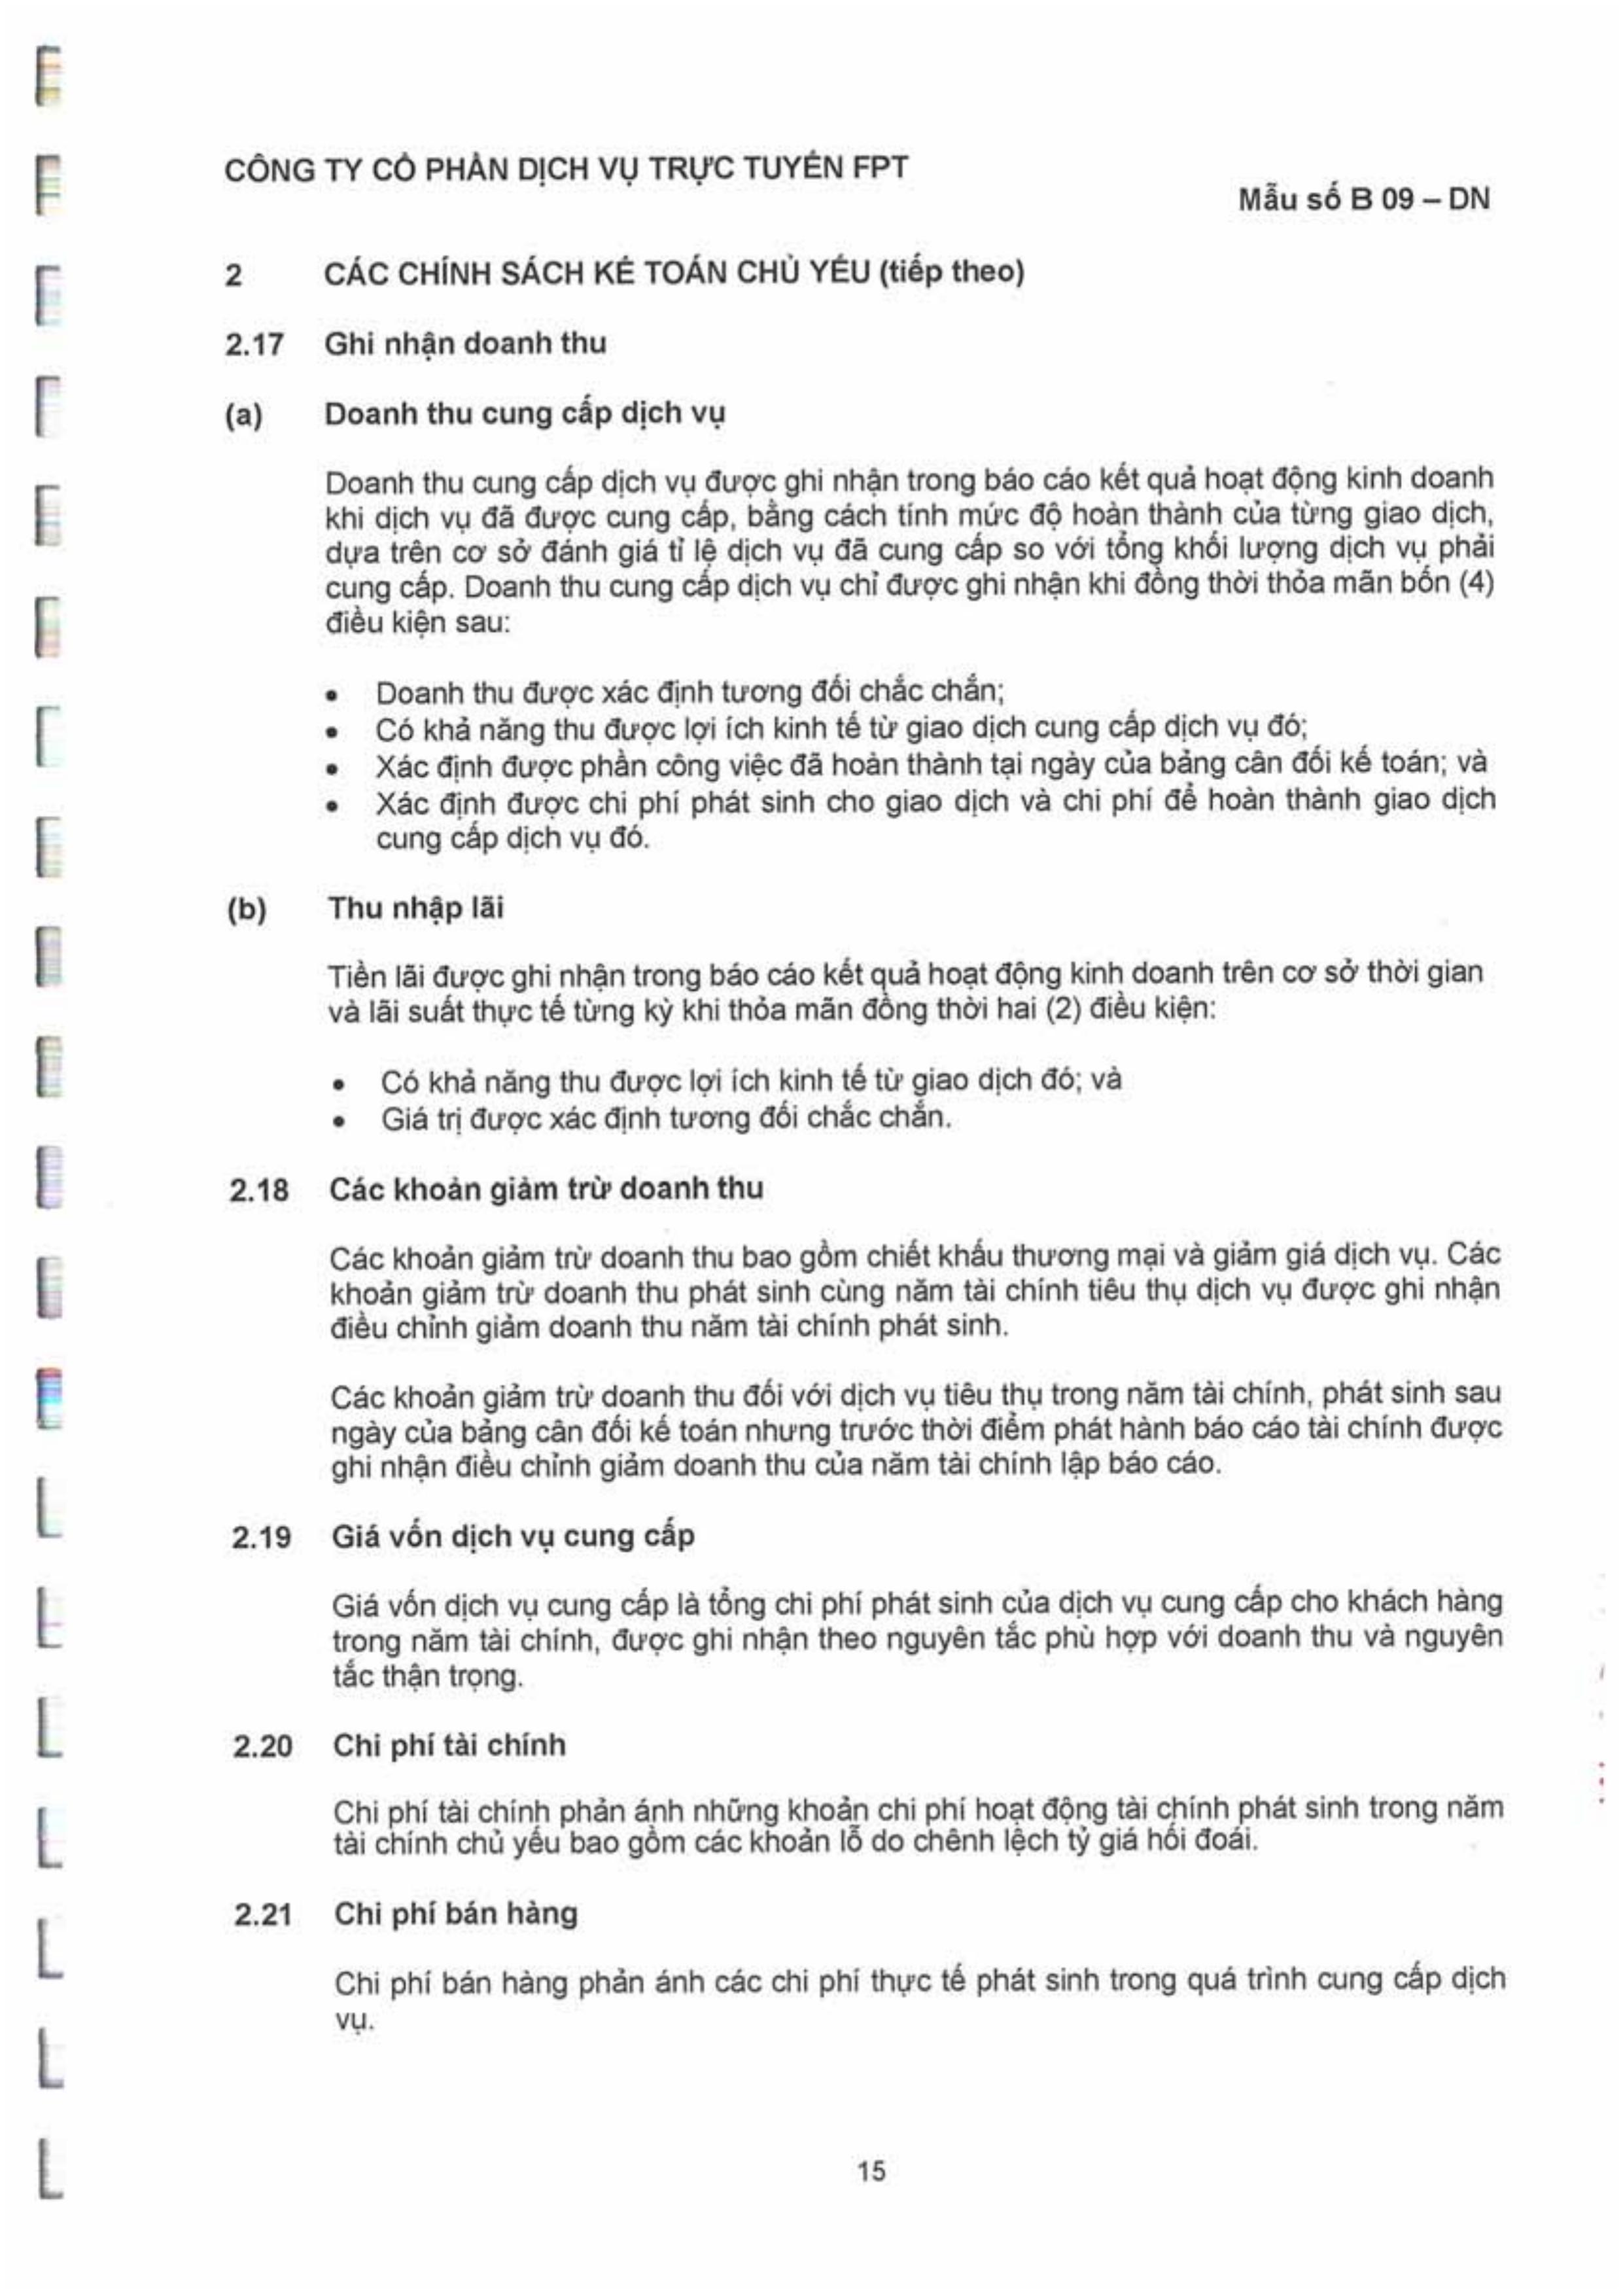 CÔNG TY CỔ PHẦN DỊCH VỤ TRỰC TUYẾN FPT
Mẫu số B 09 – DN
2 CÁC CHÍNH SÁCH KẾ TOÁN CHỦ YẾU (tiếp theo)
2.17 Ghi nhận doanh thu
(a) Doanh thu cung cấp dịch vụ
Doanh thu cung cấp dịch vụ được ghi nhận trong báo cáo kết quả hoạt động kinh doanh
khi dịch vụ đã được cung cấp, bằng cách tính mức độ hoàn thành của từng giao dịch,
dựa trên cơ sở đánh giá tỉ lệ dịch vụ đã cung cấp so với tổng khối lượng dịch vụ phải
cung cấp. Doanh thu cung cấp dịch vụ chỉ được ghi nhận khi đồng thời thỏa mãn bốn (4)
điều kiện sau:
• Doanh thu được xác định tương đối chắc chắn;
• Có khả năng thu được lợi ích kinh tế từ giao dịch cung cấp dịch vụ đó;
• Xác định được phần công việc đã hoàn thành tại ngày của bảng cân đối kế toán; và
• Xác định được chi phí phát sinh cho giao dịch và chi phí để hoàn thành giao dịch
cung cấp dịch vụ đó.
(b) Thu nhập lãi
Tiền lãi được ghi nhận trong báo cáo kết quả hoạt động kinh doanh trên cơ sở thời gian
và lãi suất thực tế từng kỳ khi thỏa mãn đồng thời hai (2) điều kiện:
• Có khả năng thu được lợi ích kinh tế từ giao dịch đó; và
• Giá trị được xác định tương đối chắc chắn.
2.18 Các khoản giảm trừ doanh thu
Các khoản giảm trừ doanh thu bao gồm chiết khấu thương mại và giảm giá dịch vụ. Các
khoản giảm trừ doanh thu phát sinh cùng năm tài chính tiêu thụ dịch vụ được ghi nhận
điều chỉnh giảm doanh thu năm tài chính phát sinh.
Các khoản giảm trừ doanh thu đối với dịch vụ tiêu thụ trong năm tài chính, phát sinh sau
ngày của bảng cân đối kế toán nhưng trước thời điểm phát hành báo cáo tài chính được
ghi nhận điều chỉnh giảm doanh thu của năm tài chính lập báo cáo.
2.19 Giá vốn dịch vụ cung cấp
Giá vốn dịch vụ cung cấp là tổng chi phí phát sinh của dịch vụ cung cấp cho khách hàng
trong năm tài chính, được ghi nhận theo nguyên tắc phù hợp với doanh thu và nguyên
tắc thận trọng.
2.20 Chi phí tài chính
Chi phí tài chính phản ánh những khoản chi phí hoạt động tài chính phát sinh trong năm
tài chính chủ yếu bao gồm các khoản lỗ do chênh lệch tỷ giá hối đoái.
2.21 Chi phí bán hàng
Chi phí bán hàng phản ánh các chi phí thực tế phát sinh trong quá trình cung cấp dịch
vụ.
15